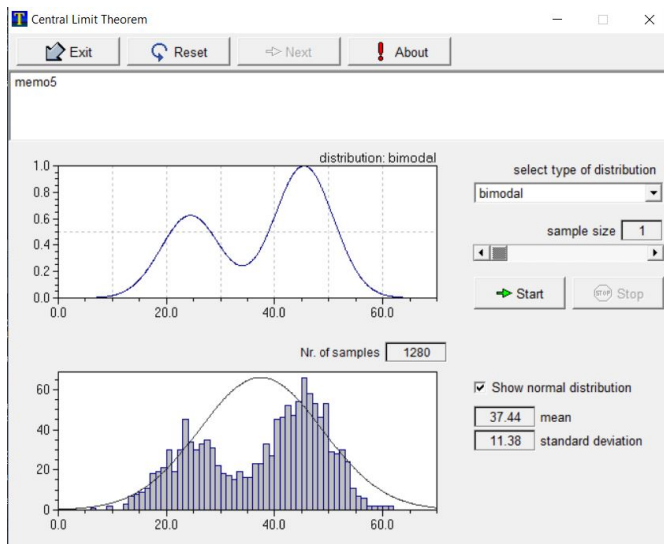 Central Limit Theorem
Exit Reset Next About
memo5
distribution: bimodal
1.0
0.8
0.6
0.4
0.2
0.0
0.0 20.0 40.0 60.0
select type of distribution
bimodal
sample size 1
Start STOP Stop
Nr. of samples 1280
60
40
20
0
0.0 20.0 40.0 60.0
Show normal distribution
37.44 mean
11.38 standard deviation